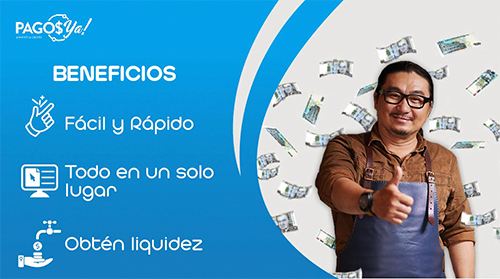 PAGO$Ya!
BENEFICIOS
Fácil y Rápido
Todo en un solo
lugar
Obtén liquidez